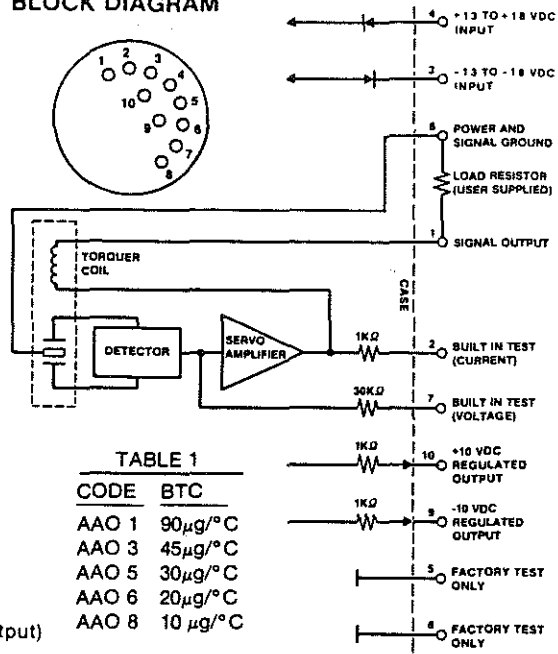 BLOCK DIAGRAM
1
2
3
4
5
6
7
8
9
10
4 +13 TO +18 VDC
INPUT
3 -13 TO -18 VDC
INPUT
8 POWER AND
SIGNAL GROUND
LOAD RESISTOR
(USER SUPPLIED)
1 SIGNAL OUTPUT
CASE
TORQUER
COIL
DETECTOR
SERVO
AMPLIFIER
1KΩ
2 BUILT IN TEST
(CURRENT)
30KΩ
7 BUILT IN TEST
(VOLTAGE)
1KΩ
10 +10 VDC
REGULATED
OUTPUT
1KΩ
9 -10 VDC
REGULATED
OUTPUT
5 FACTORY TEST
ONLY
6 FACTORY TEST
ONLY
TABLE 1
CODE BTC
AAO 1 90μg/°C
AAO 3 45μg/°C
AAO 5 30μg/°C
AAO 6 20μg/°C
AAO 8 10 μg/°C
tput)